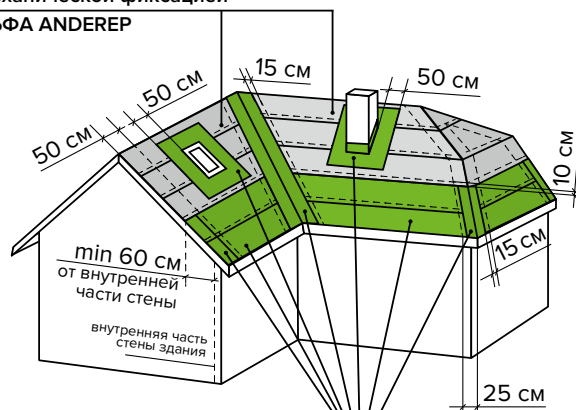 ЬФА ANDEREP
15 см
50 см
50 см
50 см
10 см
min 60 см
от внутренней
части стены
15 см
внутренняя часть
стены здания
25 см